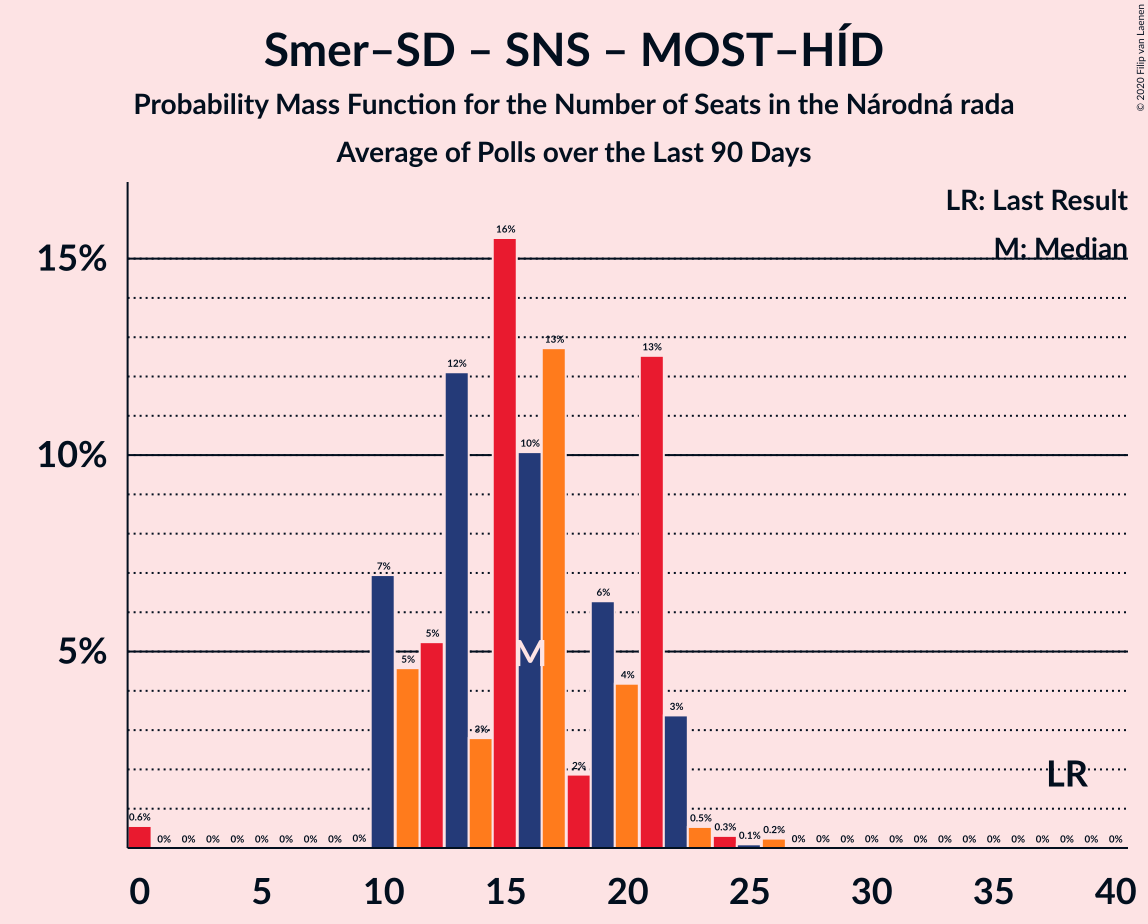 Smer–SD – SNS – MOST–HÍD
Probability Mass Function for the Number of Seats in the Národná rada
Average of Polls over the Last 90 Days
© 2020 Filip van Laenen
LR: Last Result
M: Median
15%
10%
5%
0.6% 0% 0% 0% 0% 0% 0% 0% 0% 0% 7% 5% 5% 12% 3% 16% 10% 13% 2% 6% 4% 13% 3% 0.5% 0.3% 0.1% 0.2% 0% 0% 0% 0% 0% 0% 0% 0% 0% 0% 0% 0% 0% 0%
M
LR
0 5 10 15 20 25 30 35 40